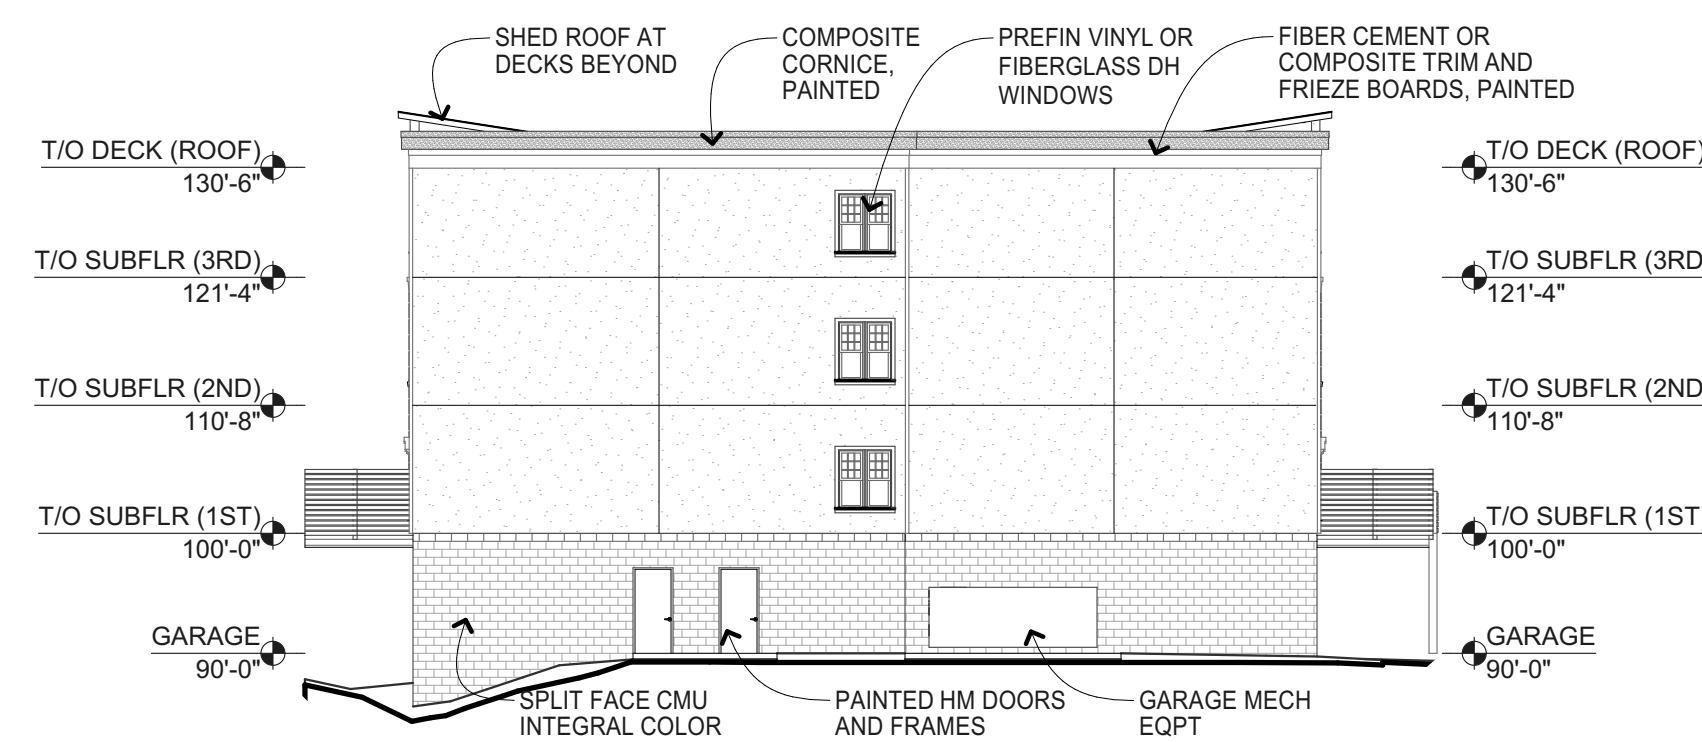 SHED ROOF AT
DECKS BEYOND
COMPOSITE
CORNICE,
PAINTED
PREFIN VINYL OR
FIBERGLASS DH
WINDOWS
FIBER CEMENT OR
COMPOSITE TRIM AND
FRIEZE BOARDS, PAINTED
T/O DECK (ROOF)
130'-6"
T/O SUBFLR (3RD)
121'-4"
T/O SUBFLR (2ND)
110'-8"
T/O SUBFLR (1ST)
100'-0"
GARAGE
90'-0"
T/O DECK (ROOF)
130'-6"
T/O SUBFLR (3RD
121'-4"
T/O SUBFLR (2ND
110'-8"
T/O SUBFLR (1ST
100'-0"
GARAGE
90'-0"
SPLIT FACE CMU
INTEGRAL COLOR
PAINTED HM DOORS
AND FRAMES
GARAGE MECH
EQPT